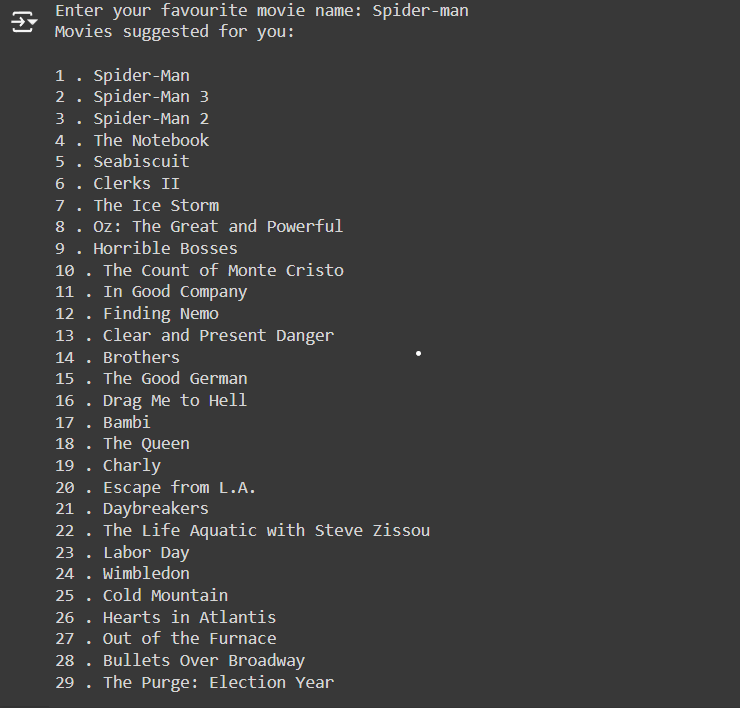 Enter your favourite movie name: Spider-man
Movies suggested for you:
1 . Spider-Man
2 . Spider-Man 3
3 . Spider-Man 2
4 . The Notebook
5 . Seabiscuit
6 . Clerks II
7 . The Ice Storm
8 . Oz: The Great and Powerful
9 . Horrible Bosses
10 . The Count of Monte Cristo
11 . In Good Company
12 . Finding Nemo
13 . Clear and Present Danger
14 . Brothers
15 . The Good German
16 . Drag Me to Hell
17 . Bambi
18 . The Queen
19 . Charly
20 . Escape from L.A.
21 . Daybreakers
22 . The Life Aquatic with Steve Zissou
23 . Labor Day
24 . Wimbledon
25 . Cold Mountain
26 . Hearts in Atlantis
27 . Out of the Furnace
28 . Bullets Over Broadway
29 . The Purge: Election Year